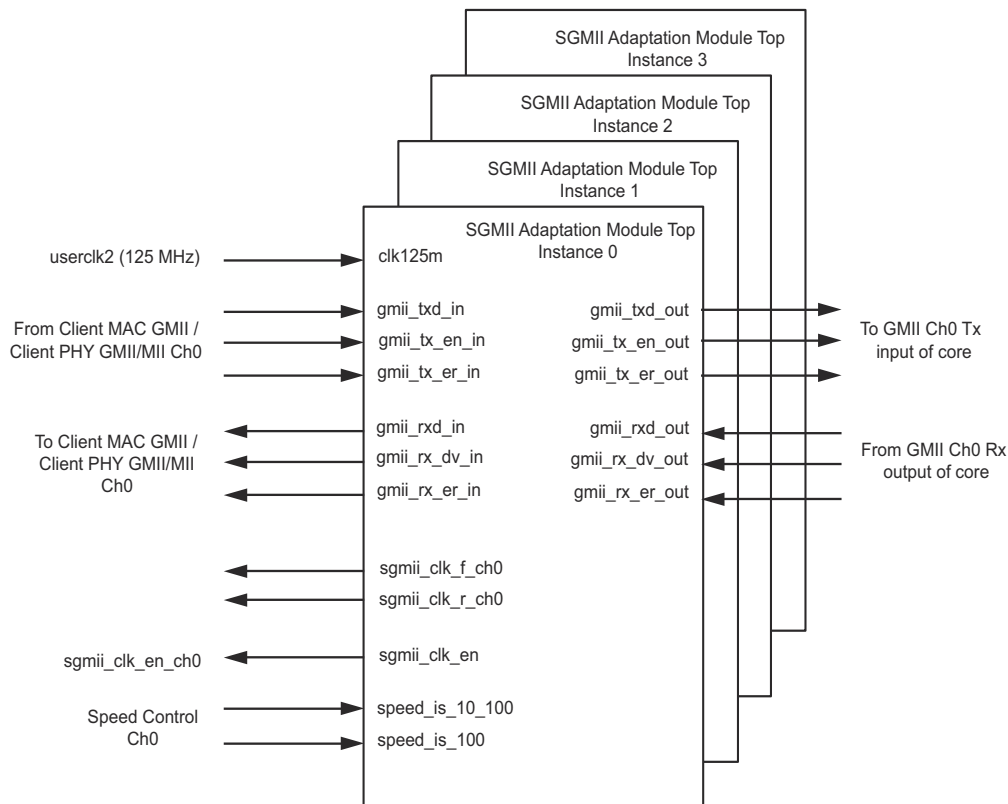 SGMII Adaptation Module Top
Instance 3
SGMII Adaptation Module Top
Instance 2
SGMII Adaptation Module Top
Instance 1
SGMII Adaptation Module Top
Instance 0
userclk2 (125 MHz)
clk125m
From Client MAC GMII /
Client PHY GMII/MII Ch0
gmii_txd_in
gmii_tx_en_in
gmii_tx_er_in
gmii_txd_out
gmii_tx_en_out
gmii_tx_er_out
To GMII Ch0 Tx
input of core
To Client MAC GMII /
Client PHY GMII/MII
Ch0
gmii_rxd_in
gmii_rx_dv_in
gmii_rx_er_in
gmii_rxd_out
gmii_rx_dv_out
gmii_rx_er_out
From GMII Ch0 Rx
output of core
sgmii_clk_f_ch0
sgmii_clk_r_ch0
sgmii_clk_en_ch0
sgmii_clk_en
Speed Control
Ch0
speed_is_10_100
speed_is_100